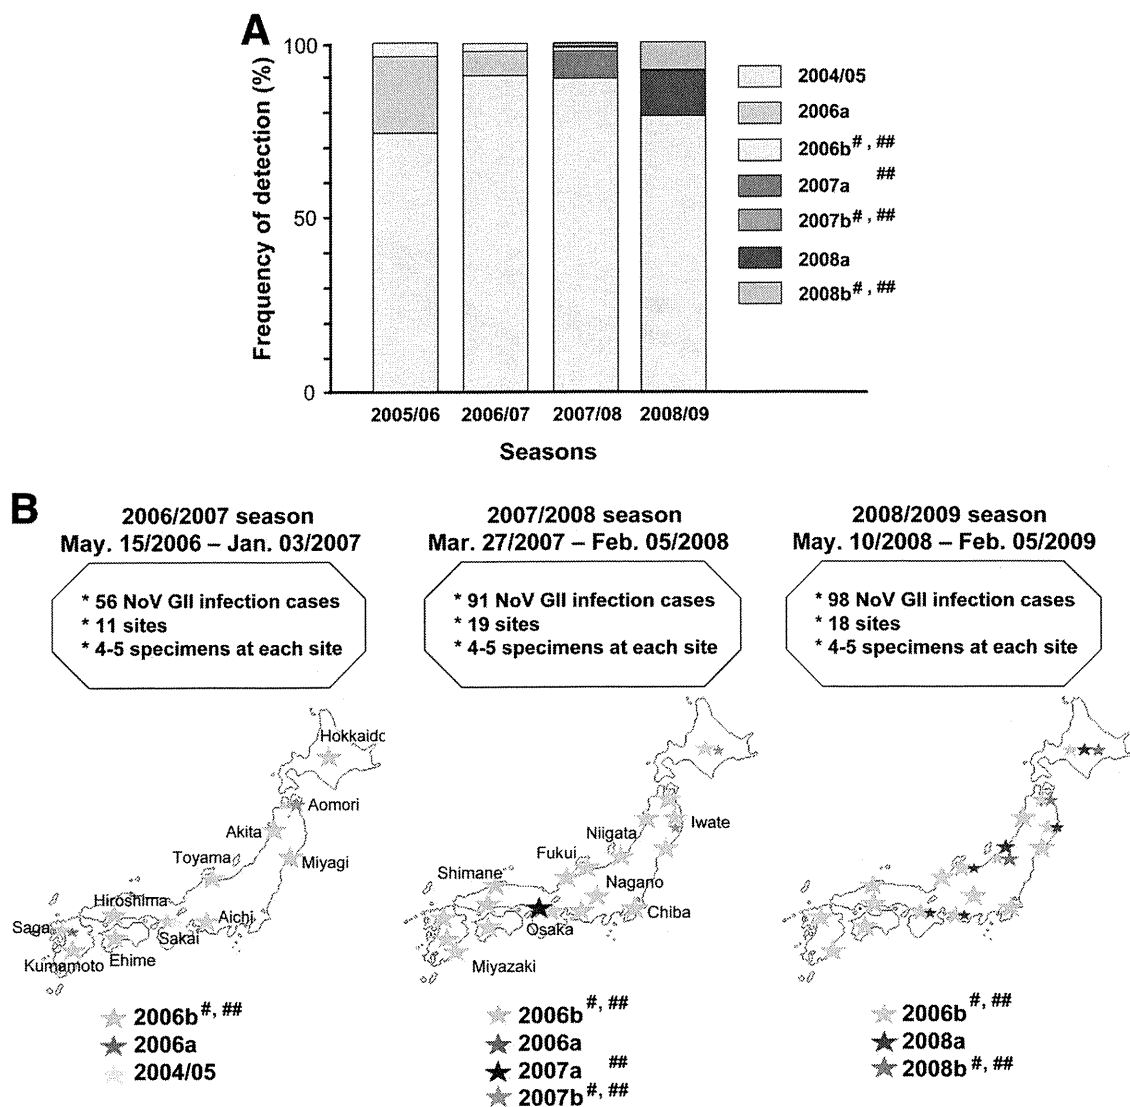 A
Frequency of detection (%)
100
50
0
2005/06 2006/07 2007/08 2008/09
Seasons
2004/05
2006a
2006b#, ##
2007a ##
2007b#, ##
2008a
2008b#, ##
B
2006/2007 season
May. 15/2006 – Jan. 03/2007
* 56 NoV GII infection cases
* 11 sites
* 4-5 specimens at each site
Hokkaido
Aomori
Akita
Miyagi
Toyama
Hiroshima
Saga
Aichi
Sakai
Ehime
Kumamoto
2006b#, ##
2006a
2004/05
2007/2008 season
Mar. 27/2007 – Feb. 05/2008
* 91 NoV GII infection cases
* 19 sites
* 4-5 specimens at each site
Iwate
Niigata
Fukui
Shimane
Nagano
Chiba
Osaka
Miyazaki
2006b#, ##
2006a
2007a ##
2007b#, ##
2008/2009 season
May. 10/2008 – Feb. 05/2009
* 98 NoV GII infection cases
* 18 sites
* 4-5 specimens at each site
2006b#, ##
2008a
2008b#, ##